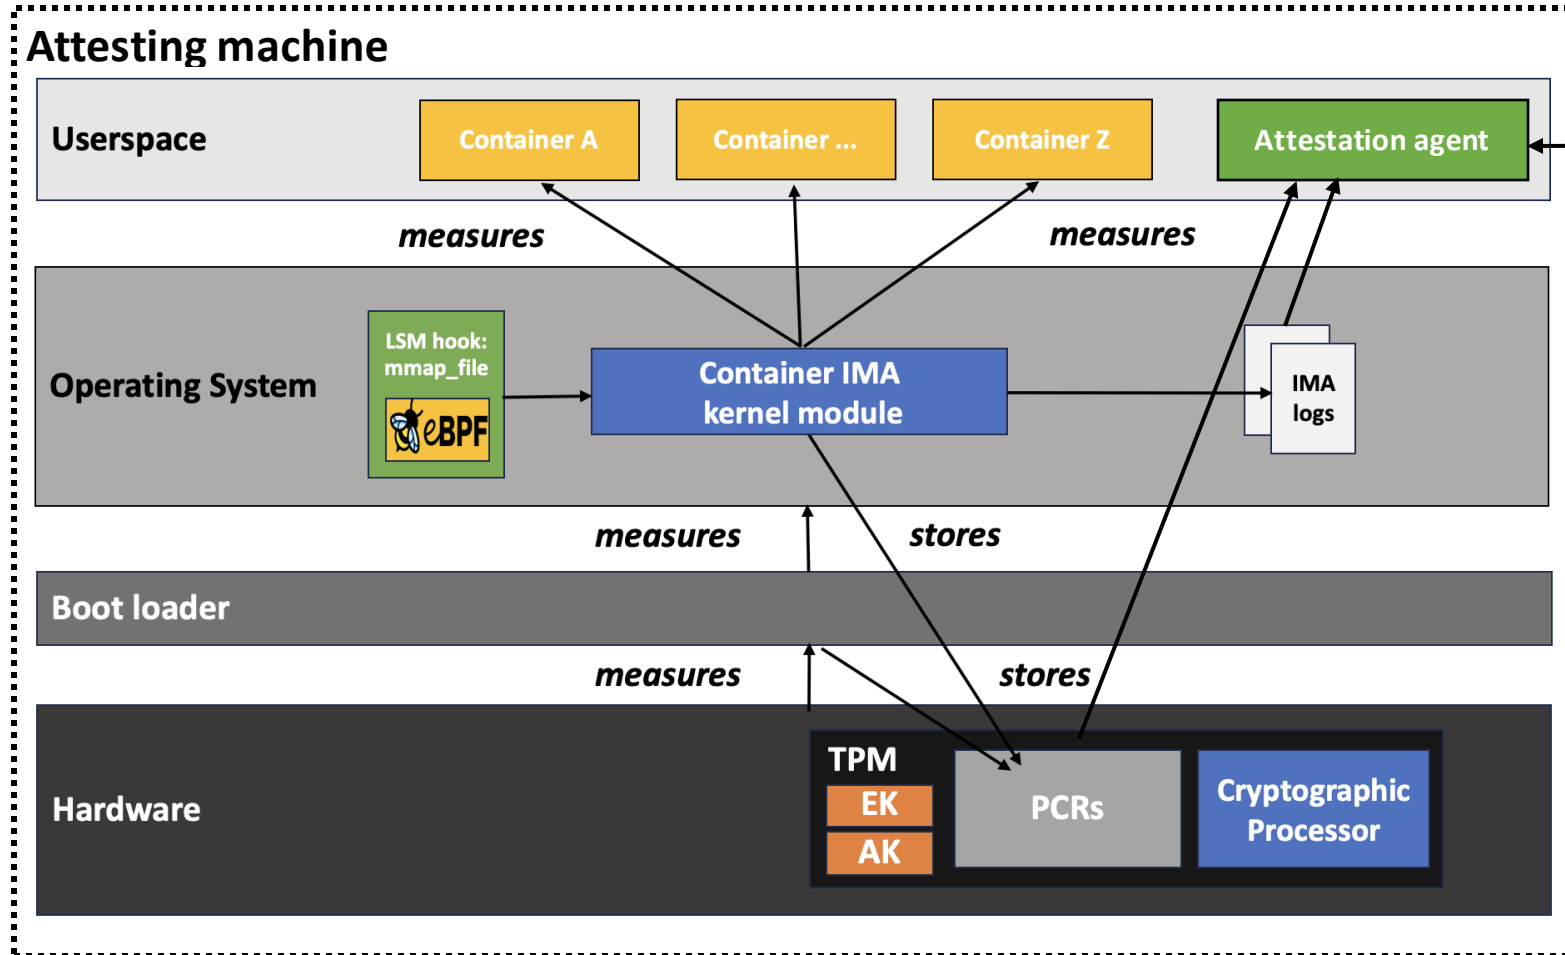 Attesting machine
Userspace
Container A
Container ...
Container Z
Attestation agent
measures
measures
Operating System
LSM hook:
mmap_file
eBPF
Container IMA
kernel module
IMA
logs
measures
stores
Boot loader
measures
stores
Hardware
TPM
EK
AK
PCRs
Cryptographic
Processor